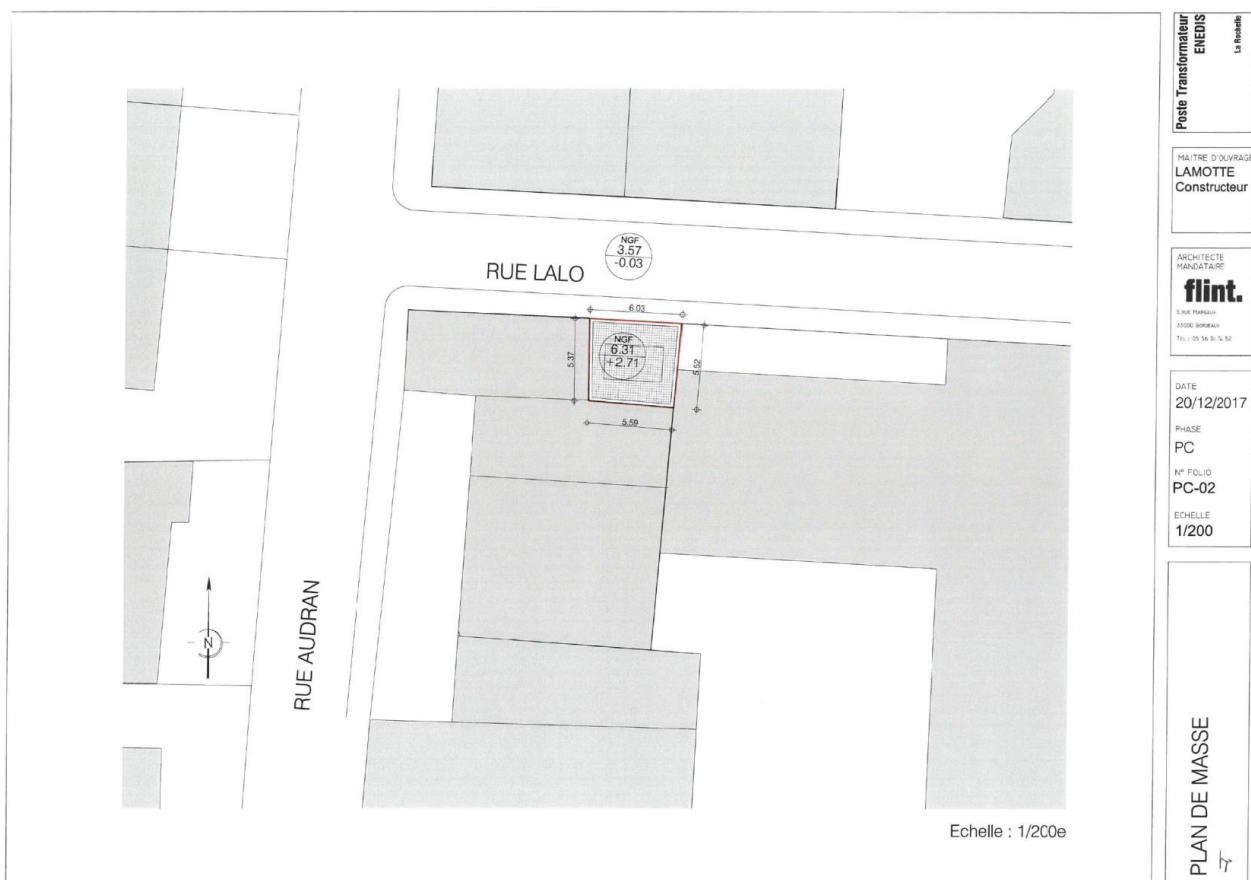 NGF
3.57
-0.03
RUE LALO
6.03
NGF
6.31
+2.71
5.37
5.52
5.59
N
RUE AUDRAN
Echelle : 1/200e
Poste Transformateur
ENEDIS
La Rochelle
MAITRE D'OUVRAGE
LAMOTTE
Constructeur
ARCHITECTE
MANDATAIRE
flint.
33000 BORDEAUX
DATE
20/12/2017
PHASE
PC
N° FOLIO
PC-02
ECHELLE
1/200
PLAN DE MASSE